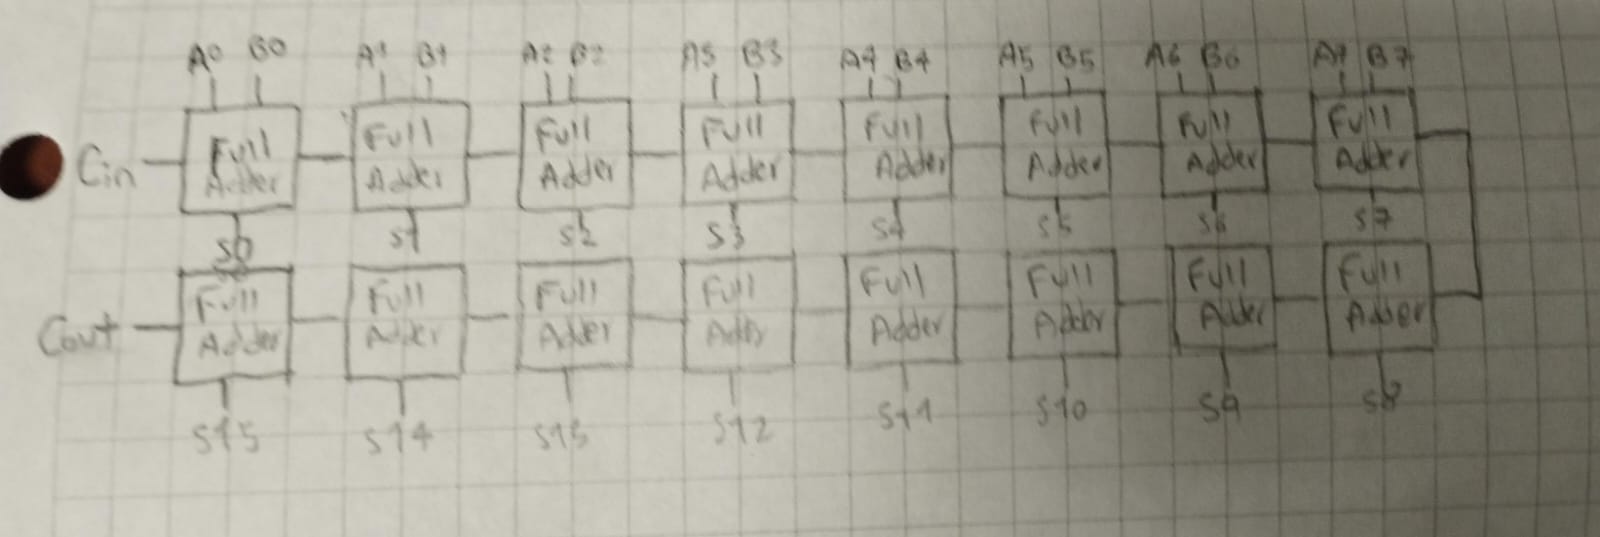 A0 B0 A1 B1 A2 B2 A3 B3 A4 B4 A5 B5 A6 B6 A7 B7
Cin Full Full Full Full Full Full Full Full
Adder Adder Adder Adder Adder Adder Adder Adder
S0 S1 S2 S3 S4 S5 S6 S7
Full Full Full Full Full Full Full Full
Cout Adder Adder Adder Adder Adder Adder Adder Adder
S15 S14 S13 S12 S11 S10 S9 S8